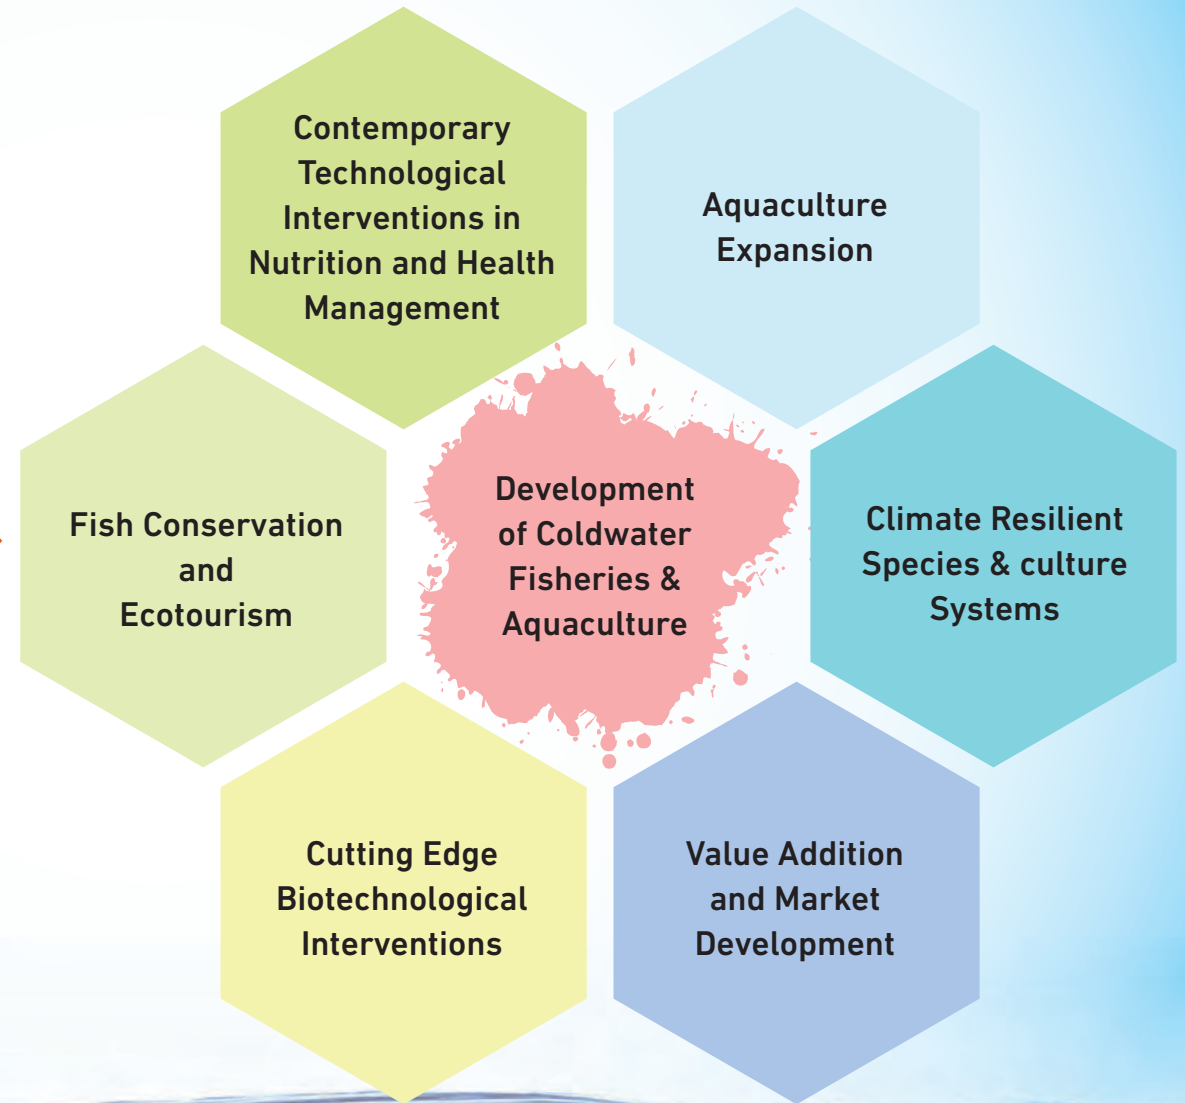 Contemporary
Technological
Interventions in
Nutrition and Health
Management
Aquaculture
Expansion
Fish Conservation
and
Ecotourism
Development
of Coldwater
Fisheries &
Aquaculture
Climate Resilient
Species & culture
Systems
Cutting Edge
Biotechnological
Interventions
Value Addition
and Market
Development